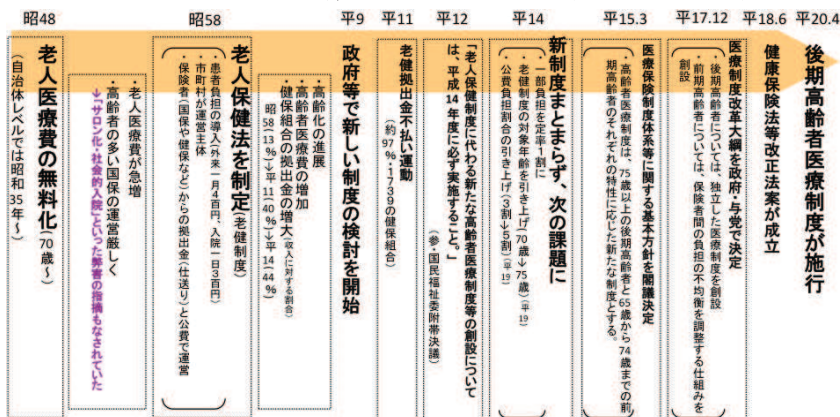 昭48
昭58
平9
平11
平12
平14
平15.3
平17.12
平18.6
平20.4
老人医療費の無料化(70歳~)
(自治体レベルでは昭和35年~)
・老人医療費が急増
・高齢者の多い国保の運営厳しく
↓「サロン化・社会的入院」といった弊害の指摘もなされていた
老人保健法を制定(老健制度)
・患者負担の導入(外来一月4百円、入院一日3百円)
・市町村が運営主体
・保険者(国保や健保など)からの拠出金(仕送り)と公費で運営
・高齢化の進展
・高齢者医療費の増加
・健保組合の拠出金の増大(収入に対する割合)
昭58(13%)→平11(40%)→平14(44%)
政府等で新しい制度の検討を開始
老健拠出金不払い運動
(約97%・1739の健保組合)
「老人保健制度に代わる新たな高齢者医療制度等の創設については、平成14年度に必ず実施すること。」
(参・国民福祉委附帯決議)
新制度まとまらず、次の課題に
・一部負担を定率1割に
・老健制度の対象年齢を引き上げ(70歳→75歳)(平19)
・公費負担割合の引き上げ(3割→5割)(平19)
医療保険制度体系等に関する基本方針を閣議決定
・高齢者医療制度は、75歳以上の後期高齢者と65歳から74歳までの前
期高齢者のそれぞれの特性に応じた新たな制度とする。
医療制度改革大綱を政府・与党で決定
・後期高齢者については、独立した医療制度を創設
・前期高齢者については、保険者間の負担の不均衡を調整する仕組みを
創設
健康保険法等改正法案が成立
後期高齢者医療制度が施行